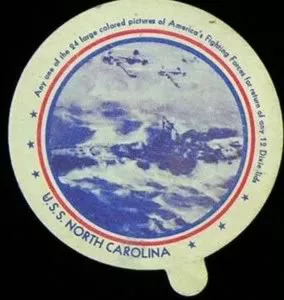 Any one of the 24 large colored pictures of America's Fighting Forces for return of any 12 Dixie lids
U.S.S. NORTH CAROLINA